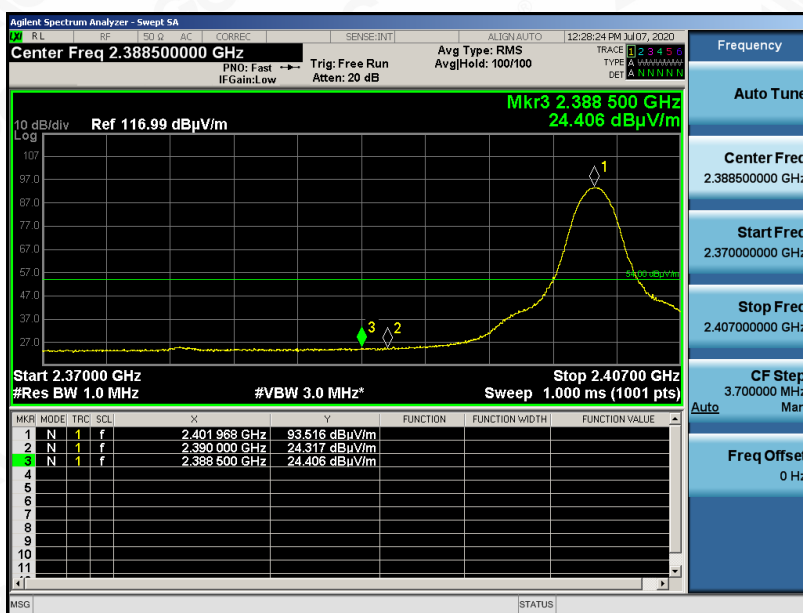 Agilent Spectrum Analyzer - Swept SA
LXI RL RF 50 Ω AC CORREC SENSE:INT ALIGN AUTO 12:28:24 PM Jul 07, 2020
Center Freq 2.388500000 GHz
PNO: Fast
IFGain:Low
Trig: Free Run
Atten: 20 dB
Avg Type: RMS
Avg|Hold: 100/100
TRACE 1 2 3 4 5 6
TYPE A WWWWW
DET A N N N N N
Mkr3 2.388 500 GHz
24.406 dBµV/m
10 dB/div Ref 116.99 dBµV/m
Log
107
97.0
87.0
77.0
67.0
57.0
47.0
37.0
27.0
1
54.00 dBµV/m
3 2
Start 2.37000 GHz Stop 2.40700 GHz
#Res BW 1.0 MHz #VBW 3.0 MHz* Sweep 1.000 ms (1001 pts)
MKR MODE TRC SCL X Y FUNCTION FUNCTION WIDTH FUNCTION VALUE
1 N 1 f 2.401 968 GHz 93.516 dBµV/m
2 N 1 f 2.390 000 GHz 24.317 dBµV/m
3 N 1 f 2.388 500 GHz 24.406 dBµV/m
4
5
6
7
8
9
10
11
MSG STATUS
Frequency
Auto Tune
Center Freq
2.388500000 GHz
Start Freq
2.370000000 GHz
Stop Freq
2.407000000 GHz
CF Step
3.700000 MHz
Auto Man
Freq Offset
0 Hz